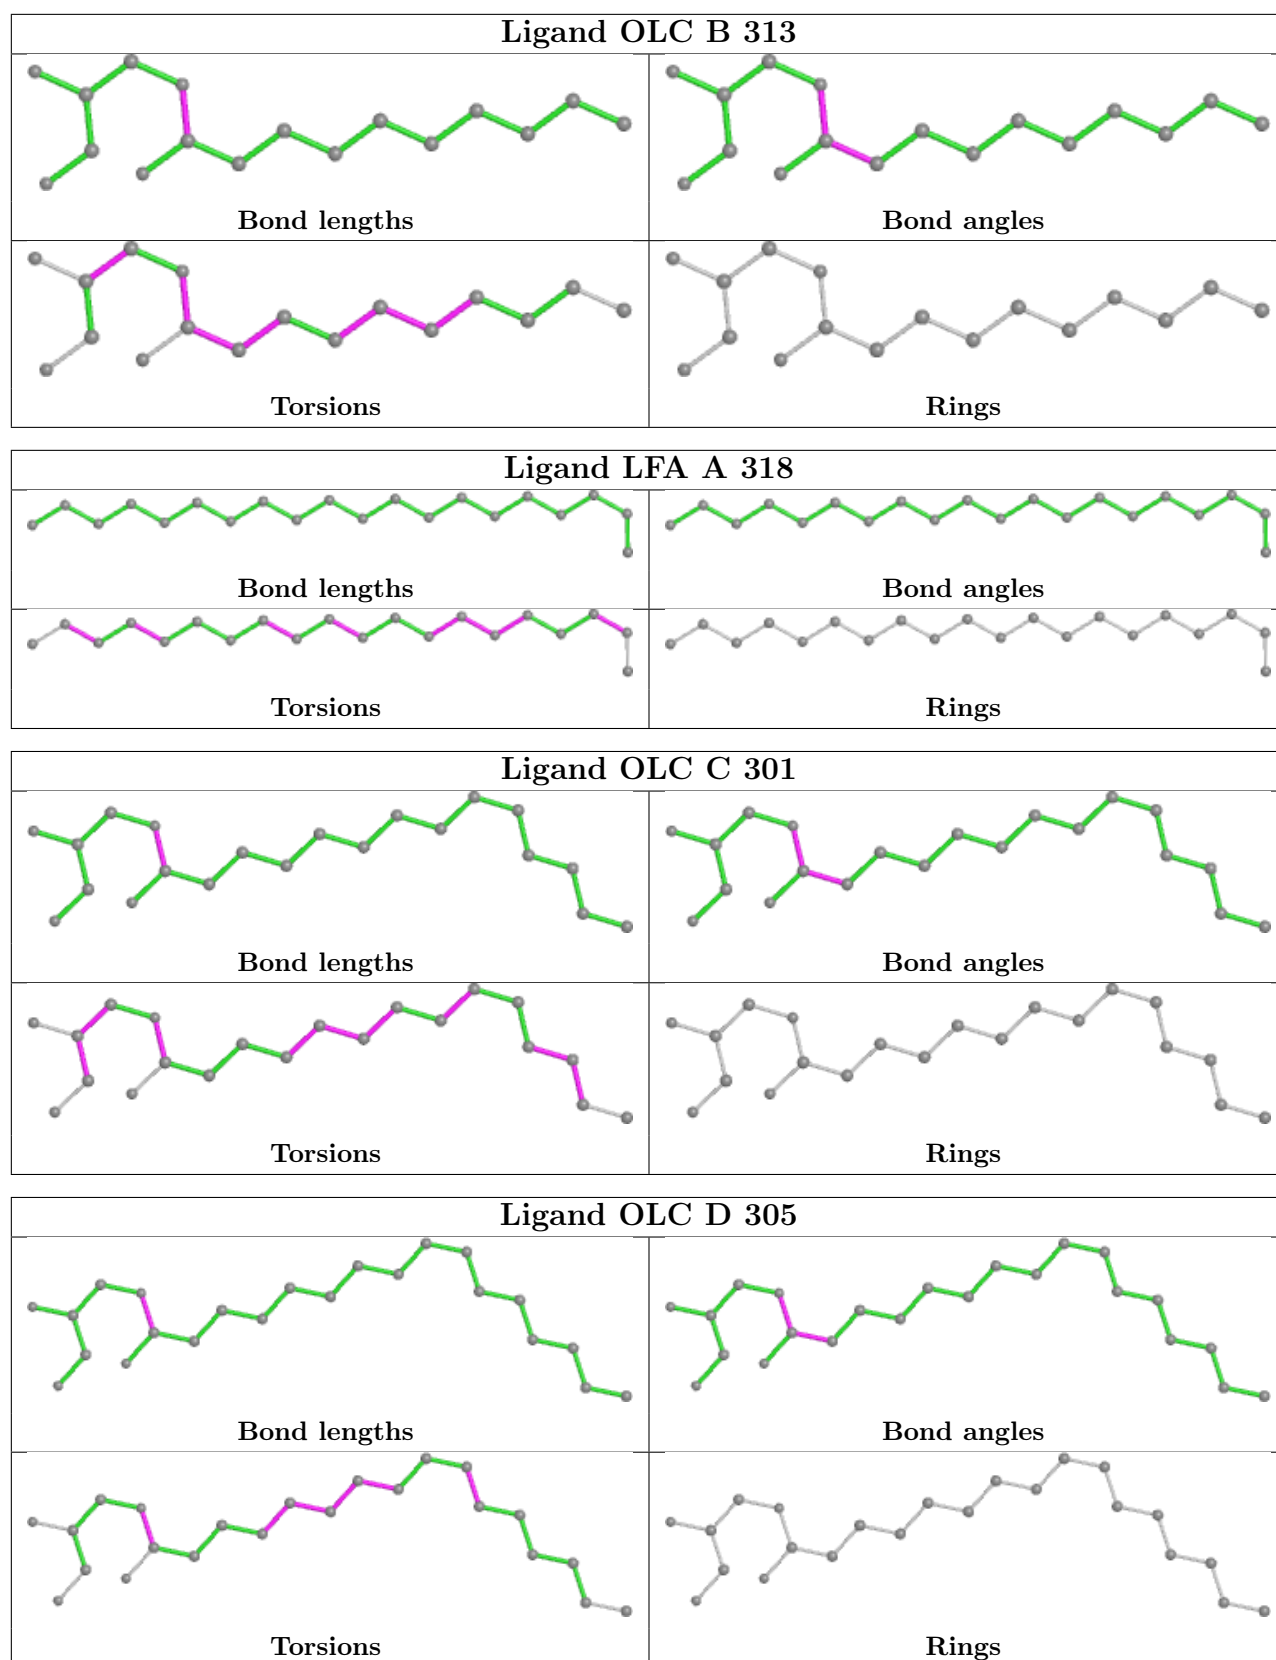 Ligand OLC B 313
Bond lengths
Bond angles
Torsions
Rings
Ligand LFA A 318
Bond lengths
Bond angles
Torsions
Rings
Ligand OLC C 301
Bond lengths
Bond angles
Torsions
Rings
Ligand OLC D 305
Bond lengths
Bond angles
Torsions
Rings